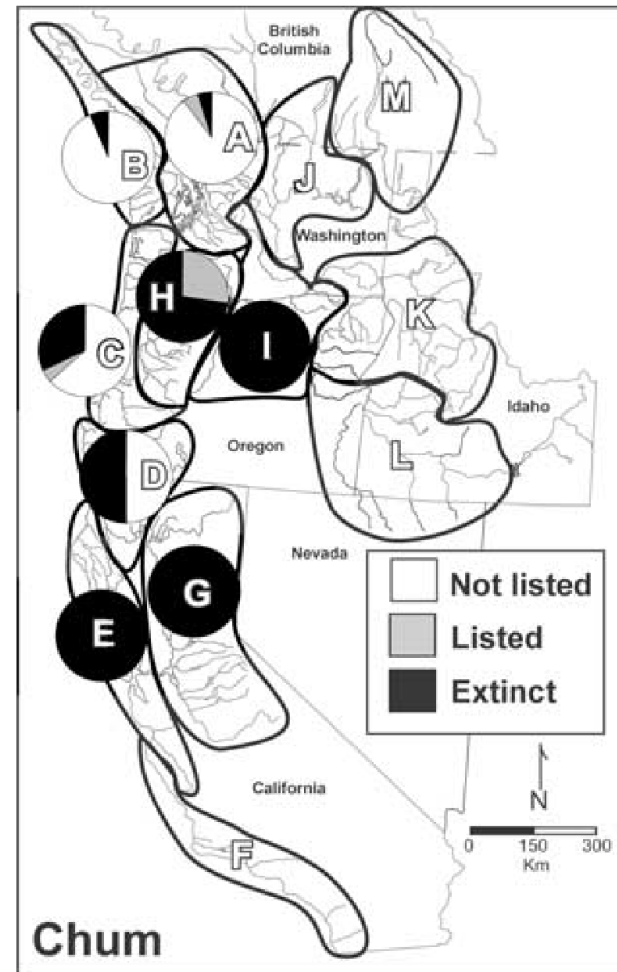 British
Columbia
M
A
B
J
Washington
H
K
I
C
Idaho
Oregon
L
D
Nevada
G
Not listed
E
Listed
Extinct
California
N
F
0 150 300
Km
Chum